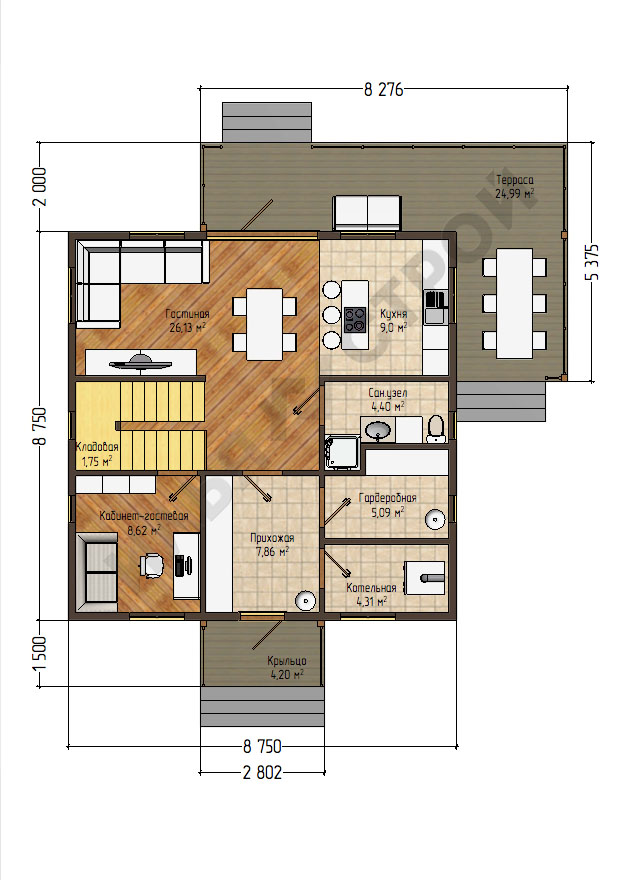 8 276
2 000
Терраса
24,99 м²
5 375
Гостиная
26,13 м²
Кухня
9,0 м²
8 750
Сан.узел
4,40 м²
Кладовая
1,75 м²
Гардеробная
5,09 м²
Кабинет-гостевая
8,62 м²
Прихожая
7,86 м²
Котельная
4,31 м²
1 500
Крыльцо
4,20 м²
8 750
2 802